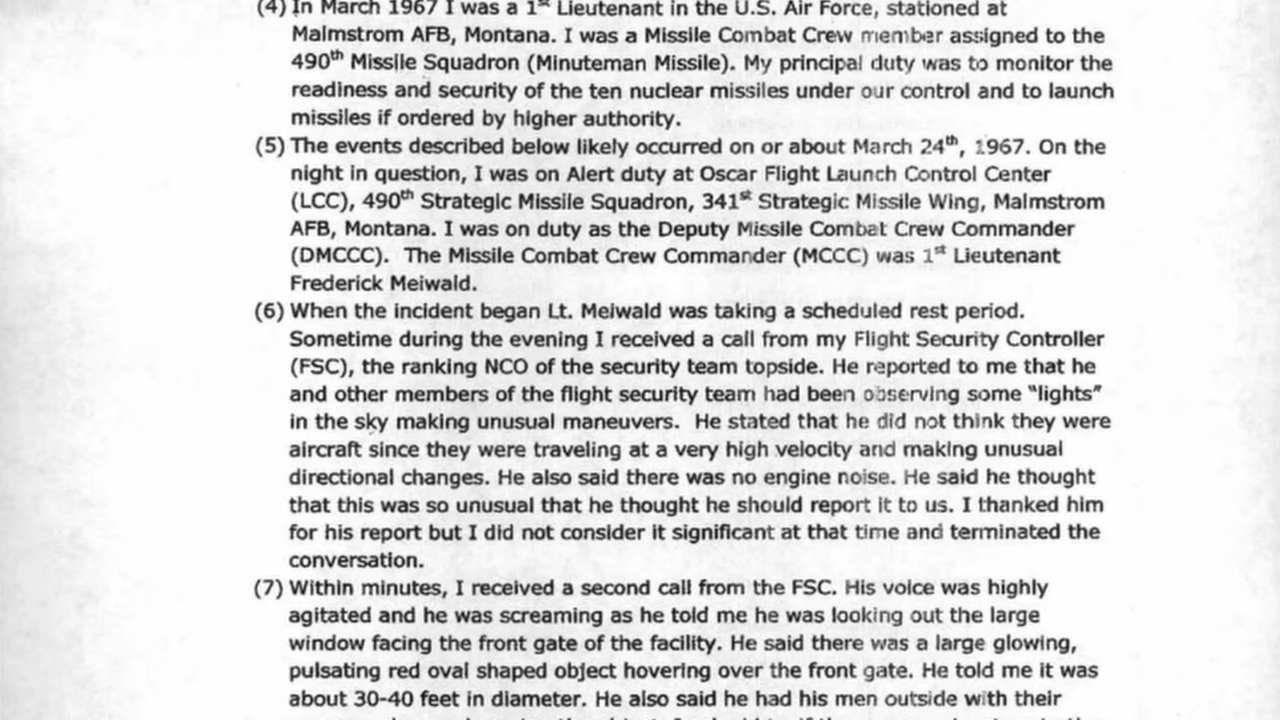 (4) In March 1967 I was a 1st Lieutenant in the U.S. Air Force, stationed at
Malmstrom AFB, Montana. I was a Missile Combat Crew member assigned to the
490th Missile Squadron (Minuteman Missile). My principal duty was to monitor the
readiness and security of the ten nuclear missiles under our control and to launch
missiles if ordered by higher authority.
(5) The events described below likely occurred on or about March 24th, 1967. On the
night in question, I was on Alert duty at Oscar Flight Launch Control Center
(LCC), 490th Strategic Missile Squadron, 341st Strategic Missile Wing, Malmstrom
AFB, Montana. I was on duty as the Deputy Missile Combat Crew Commander
(DMCCC). The Missile Combat Crew Commander (MCCC) was 1st Lieutenant
Frederick Meiwald.
(6) When the incident began Lt. Meiwald was taking a scheduled rest period.
Sometime during the evening I received a call from my Flight Security Controller
(FSC), the ranking NCO of the security team topside. He reported to me that he
and other members of the flight security team had been observing some "lights"
in the sky making unusual maneuvers. He stated that he did not think they were
aircraft since they were traveling at a very high velocity and making unusual
directional changes. He also said there was no engine noise. He said he thought
that this was so unusual that he thought he should report it to us. I thanked him
for his report but I did not consider it significant at that time and terminated the
conversation.
(7) Within minutes, I received a second call from the FSC. His voice was highly
agitated and he was screaming as he told me he was looking out the large
window facing the front gate of the facility. He said there was a large glowing,
pulsating red oval shaped object hovering over the front gate. He told me it was
about 30-40 feet in diameter. He also said he had his men outside with their